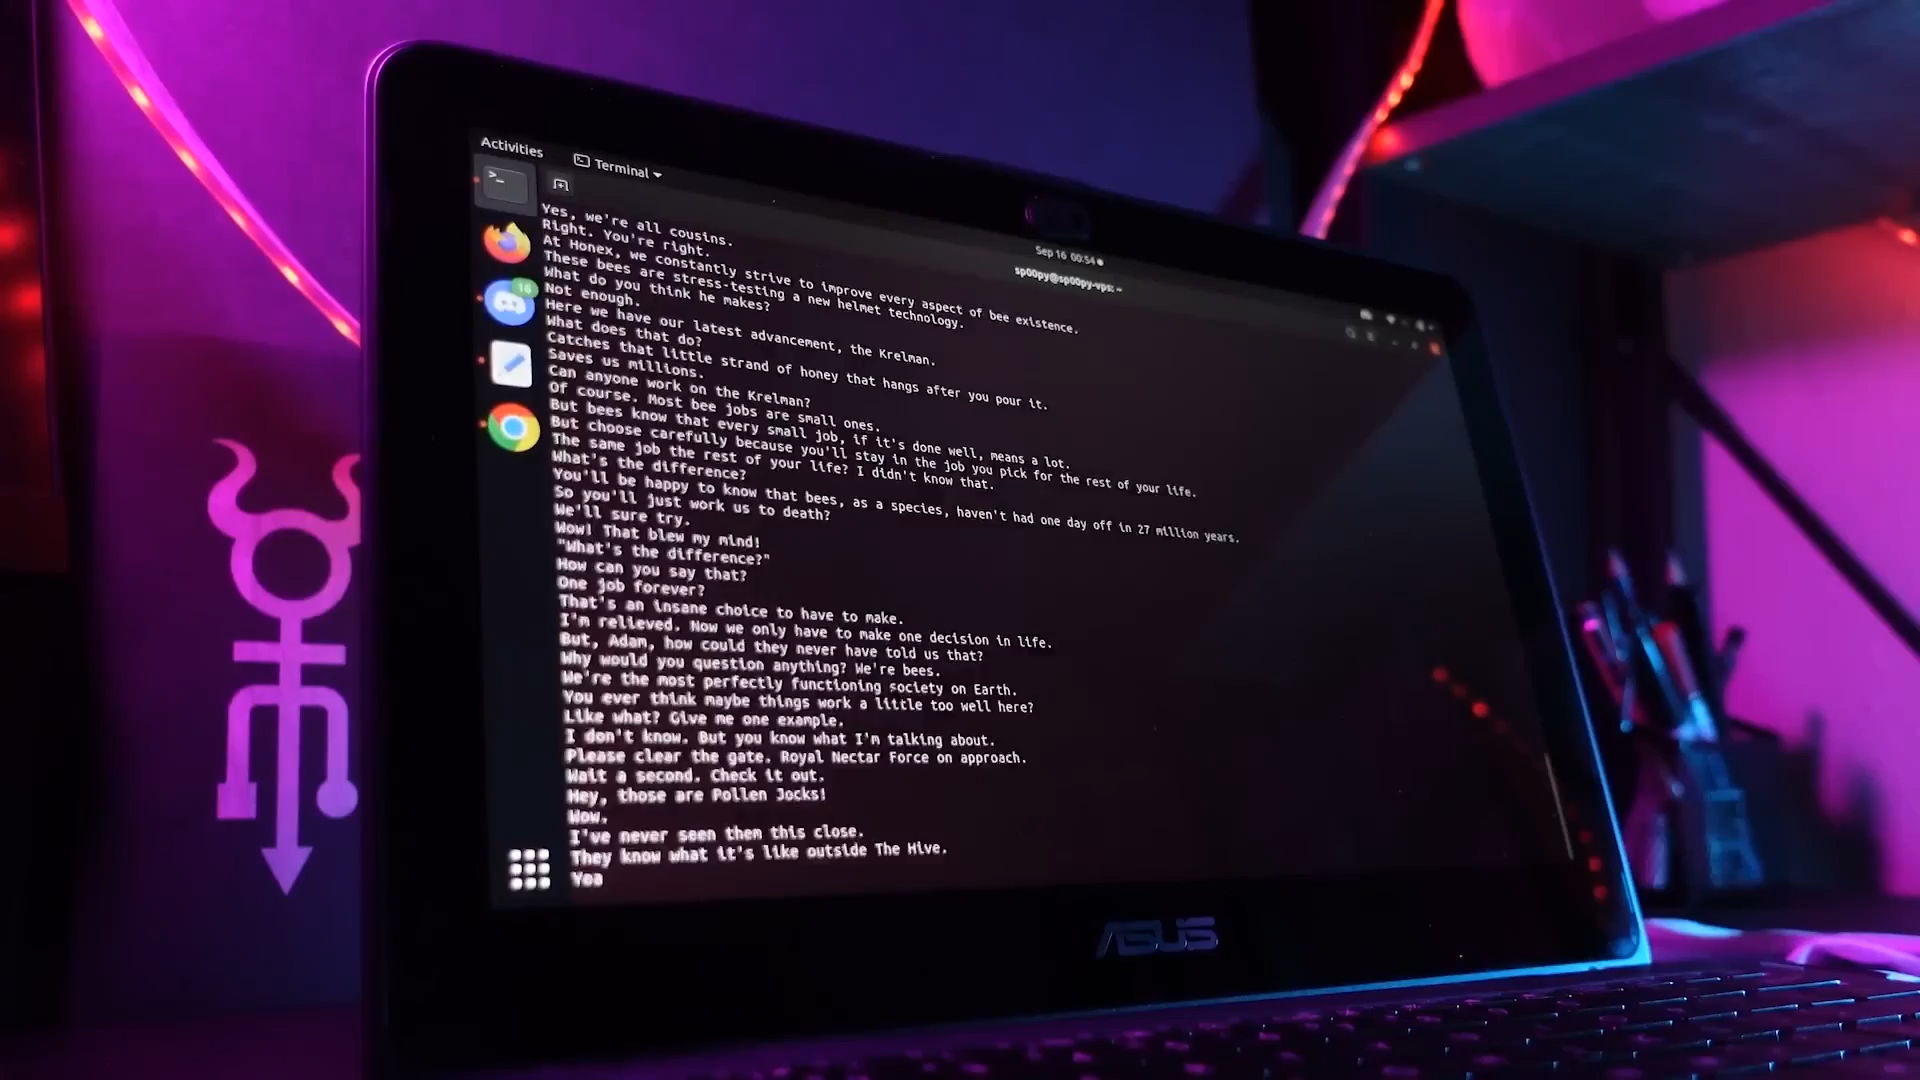 Activities
Terminal
Sep 16 00:54
sp00py@sp00py-vps: ~
16
Yes, we're all cousins.
Right. You're right.
At Honex, we constantly strive to improve every aspect of bee existence.
These bees are stress-testing a new helmet technology.
What do you think he makes?
Not enough.
Here we have our latest advancement, the Krelman.
What does that do?
Catches that little strand of honey that hangs after you pour it.
Saves us millions.
Can anyone work on the Krelman?
Of course. Most bee jobs are small ones.
But bees know that every small job, if it's done well, means a lot.
But choose carefully because you'll stay in the job you pick for the rest of your life.
The same job the rest of your life? I didn't know that.
What's the difference?
You'll be happy to know that bees, as a species, haven't had one day off in 27 million years.
So you'll just work us to death?
We'll sure try.
Wow! That blew my mind!
"What's the difference?"
How can you say that?
One job forever?
That's an insane choice to have to make.
I'm relieved. Now we only have to make one decision in life.
But, Adam, how could they never have told us that?
Why would you question anything? We're bees.
We're the most perfectly functioning society on Earth.
You ever think maybe things work a little too well here?
Like what? Give me one example.
I don't know. But you know what I'm talking about.
Please clear the gate. Royal Nectar Force on approach.
Wait a second. Check it out.
Hey, those are Pollen Jocks!
Wow.
I've never seen them this close.
They know what it's like outside The Hive.
Yea
ASUS